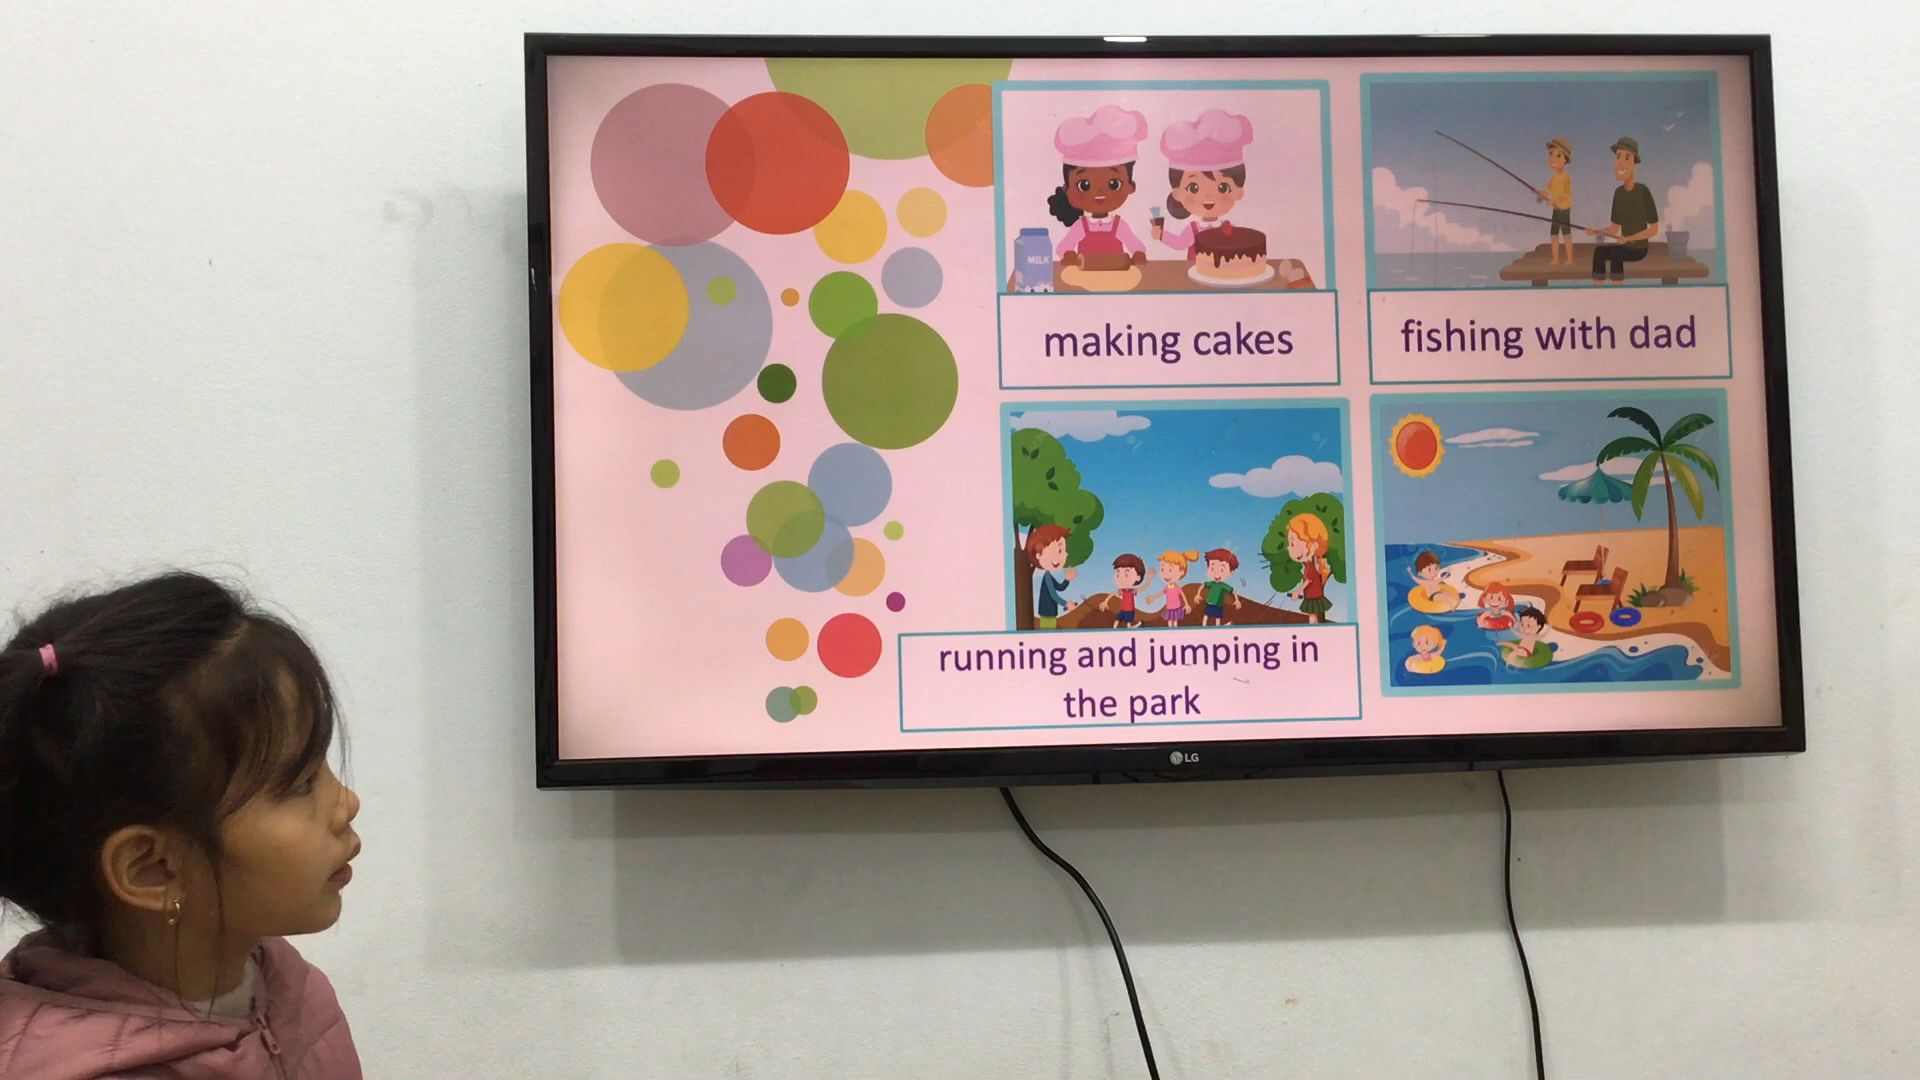 MILK
making cakes
fishing with dad
running and jumping in
the park
LG